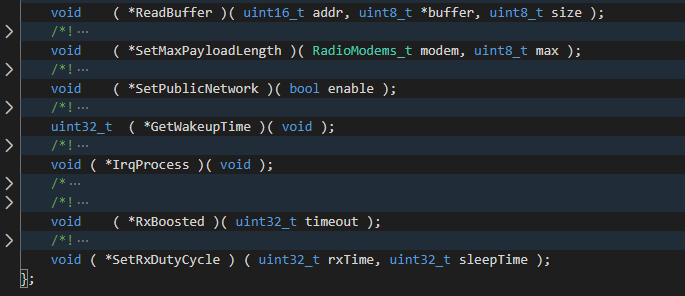 void    ( *ReadBuffer )( uint16_t addr, uint8_t *buffer, uint8_t size );
/*!···
void    ( *SetMaxPayloadLength )( RadioModems_t modem, uint8_t max );
/*!···
void    ( *SetPublicNetwork )( bool enable );
/*!···
uint32_t  ( *GetWakeupTime )( void );
/*!···
void ( *IrqProcess )( void );
/*···
/*!···
void    ( *RxBoosted )( uint32_t timeout );
/*!···
void ( *SetRxDutyCycle ) ( uint32_t rxTime, uint32_t sleepTime );
};